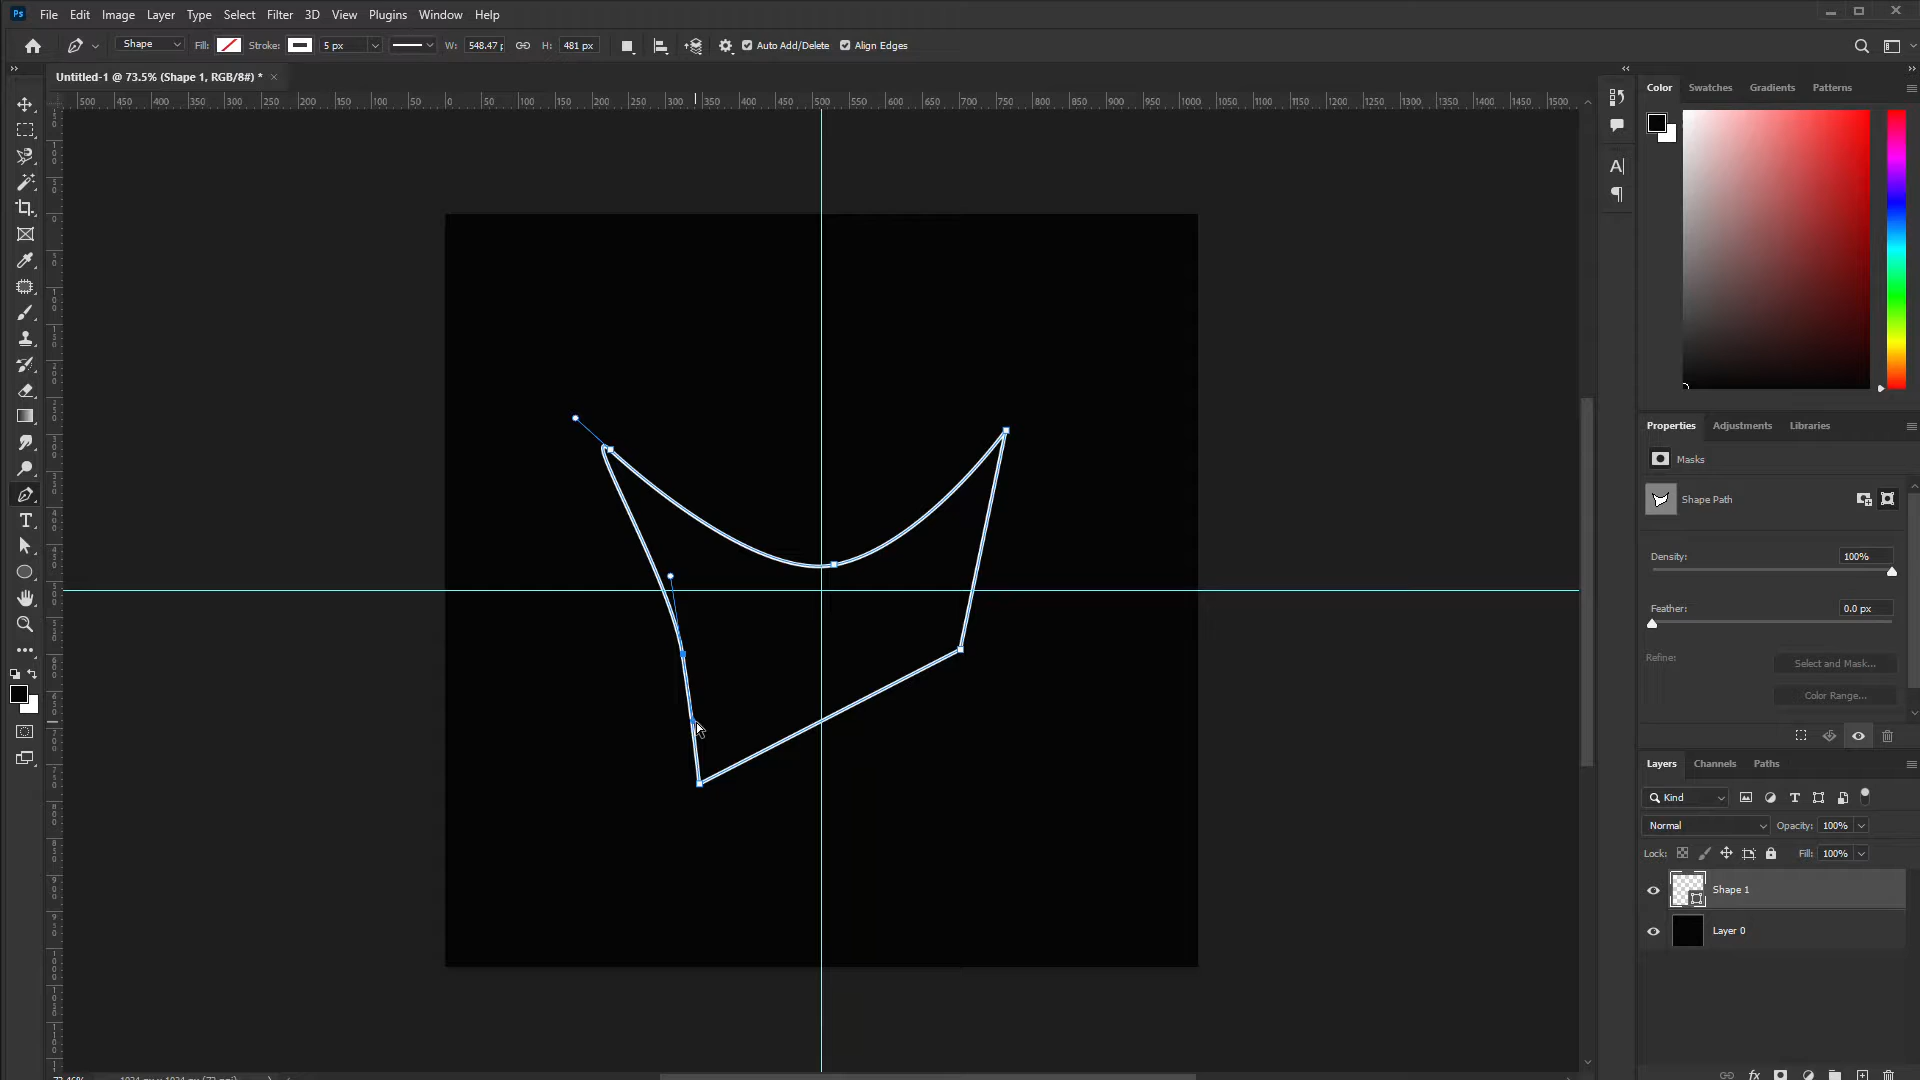 Ps File Edit Image Layer Type Select Filter 3D View Plugins Window Help
Shape Fill: Stroke: 5 px W: 548.47 p H: 481 px Auto Add/Delete Align Edges
Untitled-1 @ 73.5% (Shape 1, RGB/8#) *
500 450 400 350 300 250 200 150 100 50 0 50 100 150 200 250 300 350 400 450 500 550 600 650 700 750 800 850 900 950 1000 1050 1100 1150 1200 1250 1300 1350 1400 1450 1500
Color Swatches Gradients Patterns
Properties Adjustments Libraries
Masks
Shape Path
Density: 100%
Feather: 0.0 px
Refine: Select and Mask...
Color Range...
Layers Channels Paths
Kind
Normal Opacity: 100%
Lock: Fill: 100%
Shape 1
Layer 0